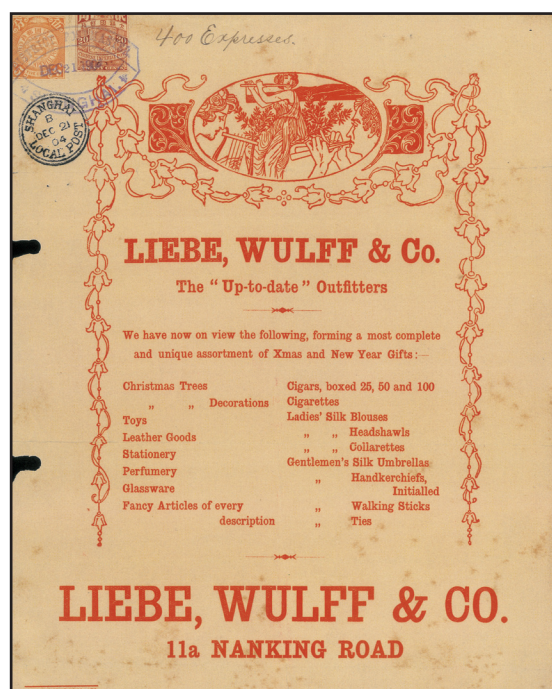 400 Expresses.
DEC 21 1904
SHANGHAI
B
DEC 21
04
LOCAL POST
LIEBE, WULFF & Co.
The "Up-to-date" Outfitters
We have now on view the following, forming a most complete
and unique assortment of Xmas and New Year Gifts:—
Christmas Trees
„ „ Decorations
Toys
Leather Goods
Stationery
Perfumery
Glassware
Fancy Articles of every
description
Cigars, boxed 25, 50 and 100
Cigarettes
Ladies' Silk Blouses
„ „ Headshawls
„ „ Collarettes
Gentlemen's Silk Umbrellas
„ Handkerchiefs,
Initialled
„ Walking Sticks
„ Ties
LIEBE, WULFF & CO.
11a NANKING ROAD